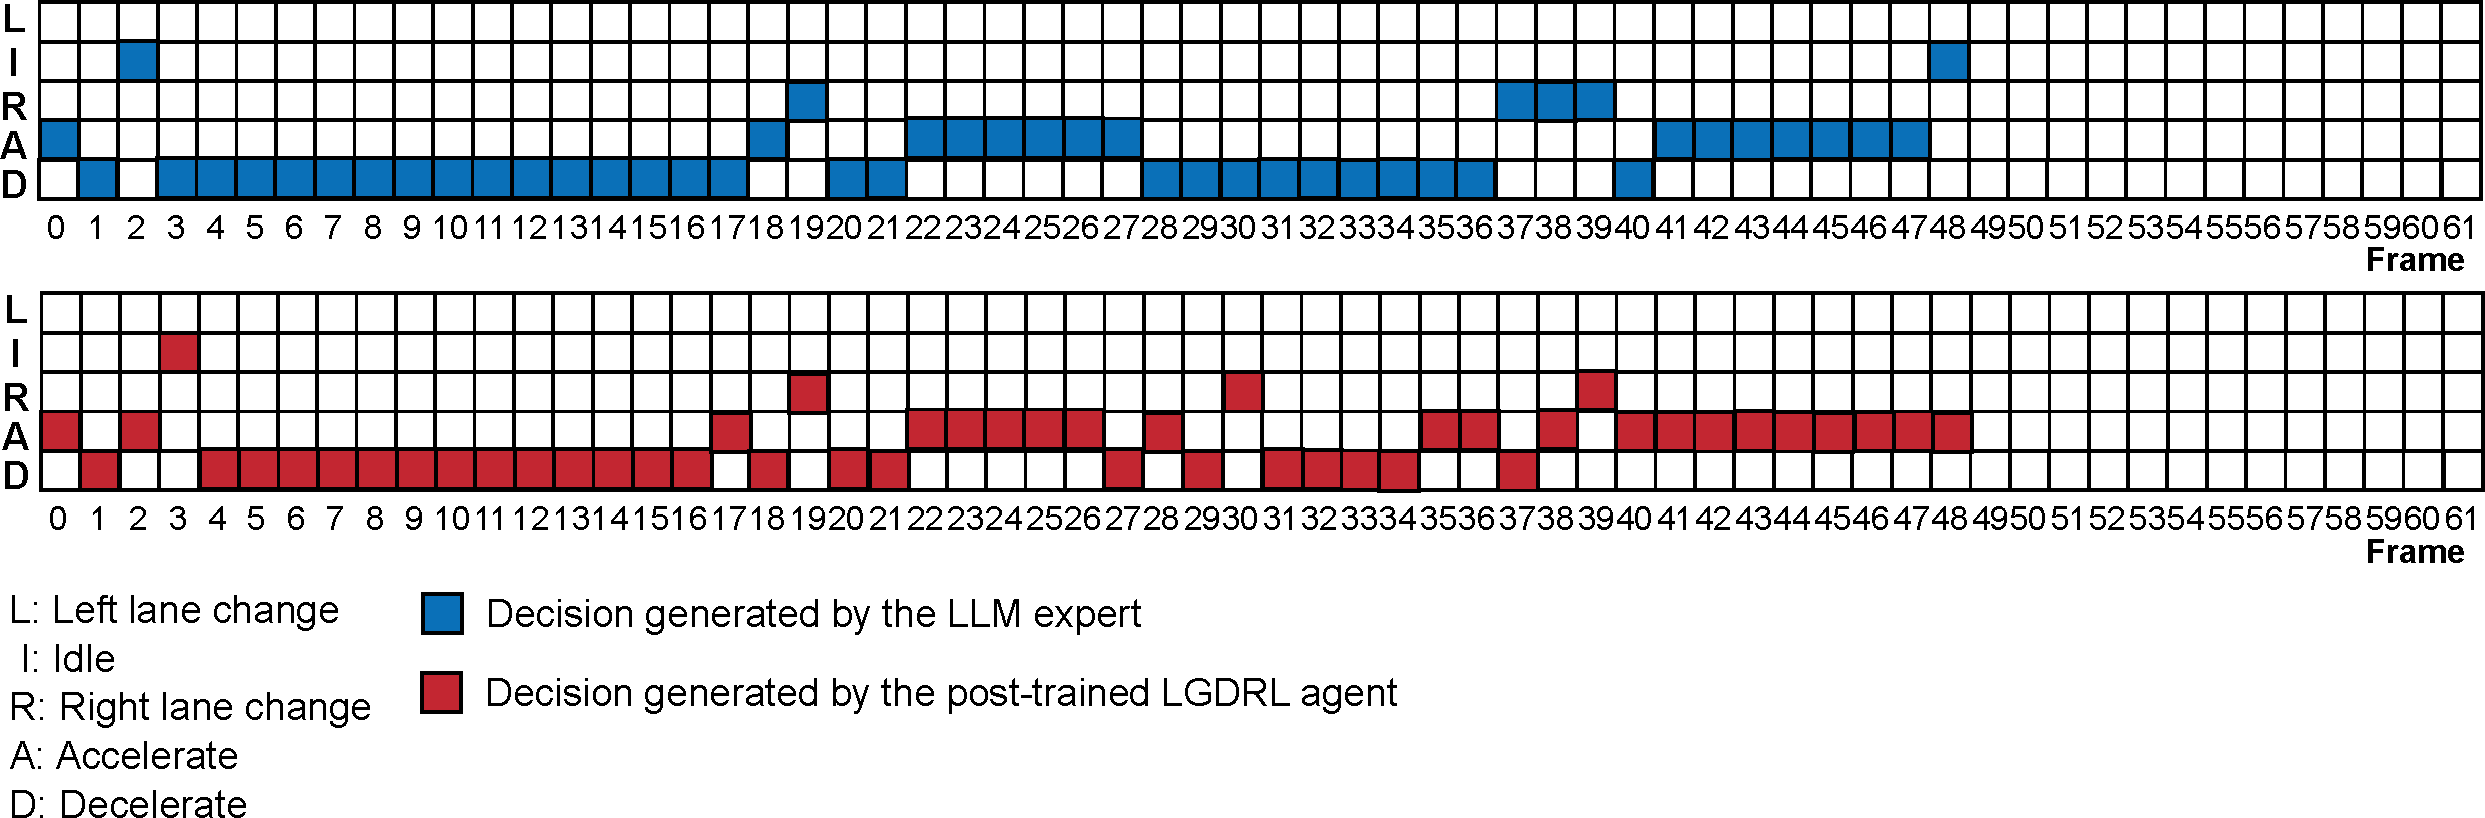 L
I
R
A
D
0 1 2 3 4 5 6 7 8 9 10 11 12 13 14 15 16 17 18 19 20 21 22 23 24 25 26 27 28 29 30 31 32 33 34 35 36 37 38 39 40 41 42 43 44 45 46 47 48 49 50 51 52 53 54 55 56 57 58 59 60 61
Frame
L
I
R
A
D
0 1 2 3 4 5 6 7 8 9 10 11 12 13 14 15 16 17 18 19 20 21 22 23 24 25 26 27 28 29 30 31 32 33 34 35 36 37 38 39 40 41 42 43 44 45 46 47 48 49 50 51 52 53 54 55 56 57 58 59 60 61
Frame
L: Left lane change
I: Idle
R: Right lane change
A: Accelerate
D: Decelerate
Decision generated by the LLM expert
Decision generated by the post-trained LGDRL agent